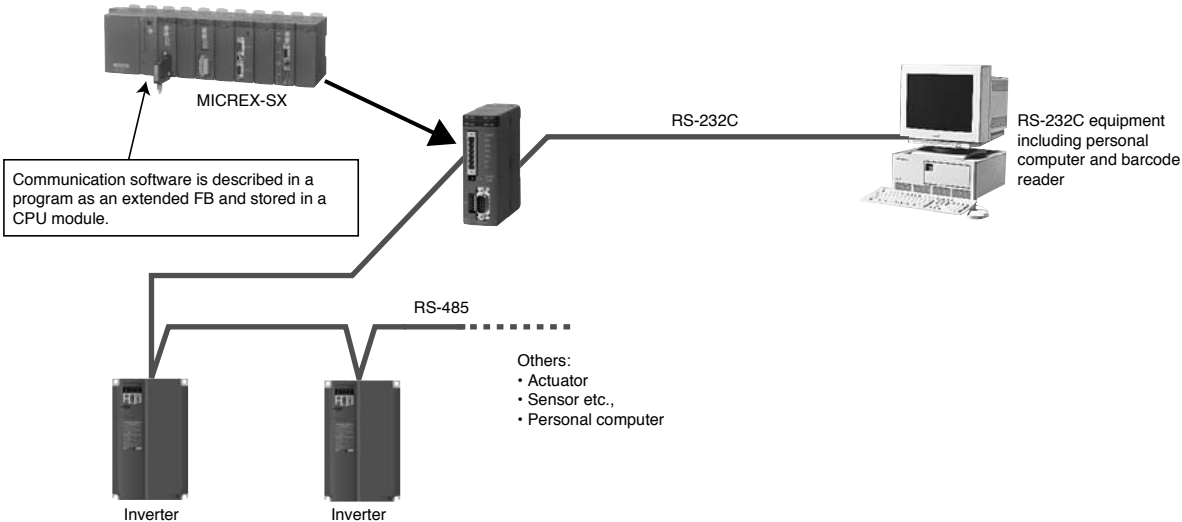 MICREX-SX
Communication software is described in a
program as an extended FB and stored in a
CPU module.
RS-232C
RS-232C equipment
including personal
computer and barcode
reader
RS-485
Others:
• Actuator
• Sensor etc.,
• Personal computer
Inverter
Inverter